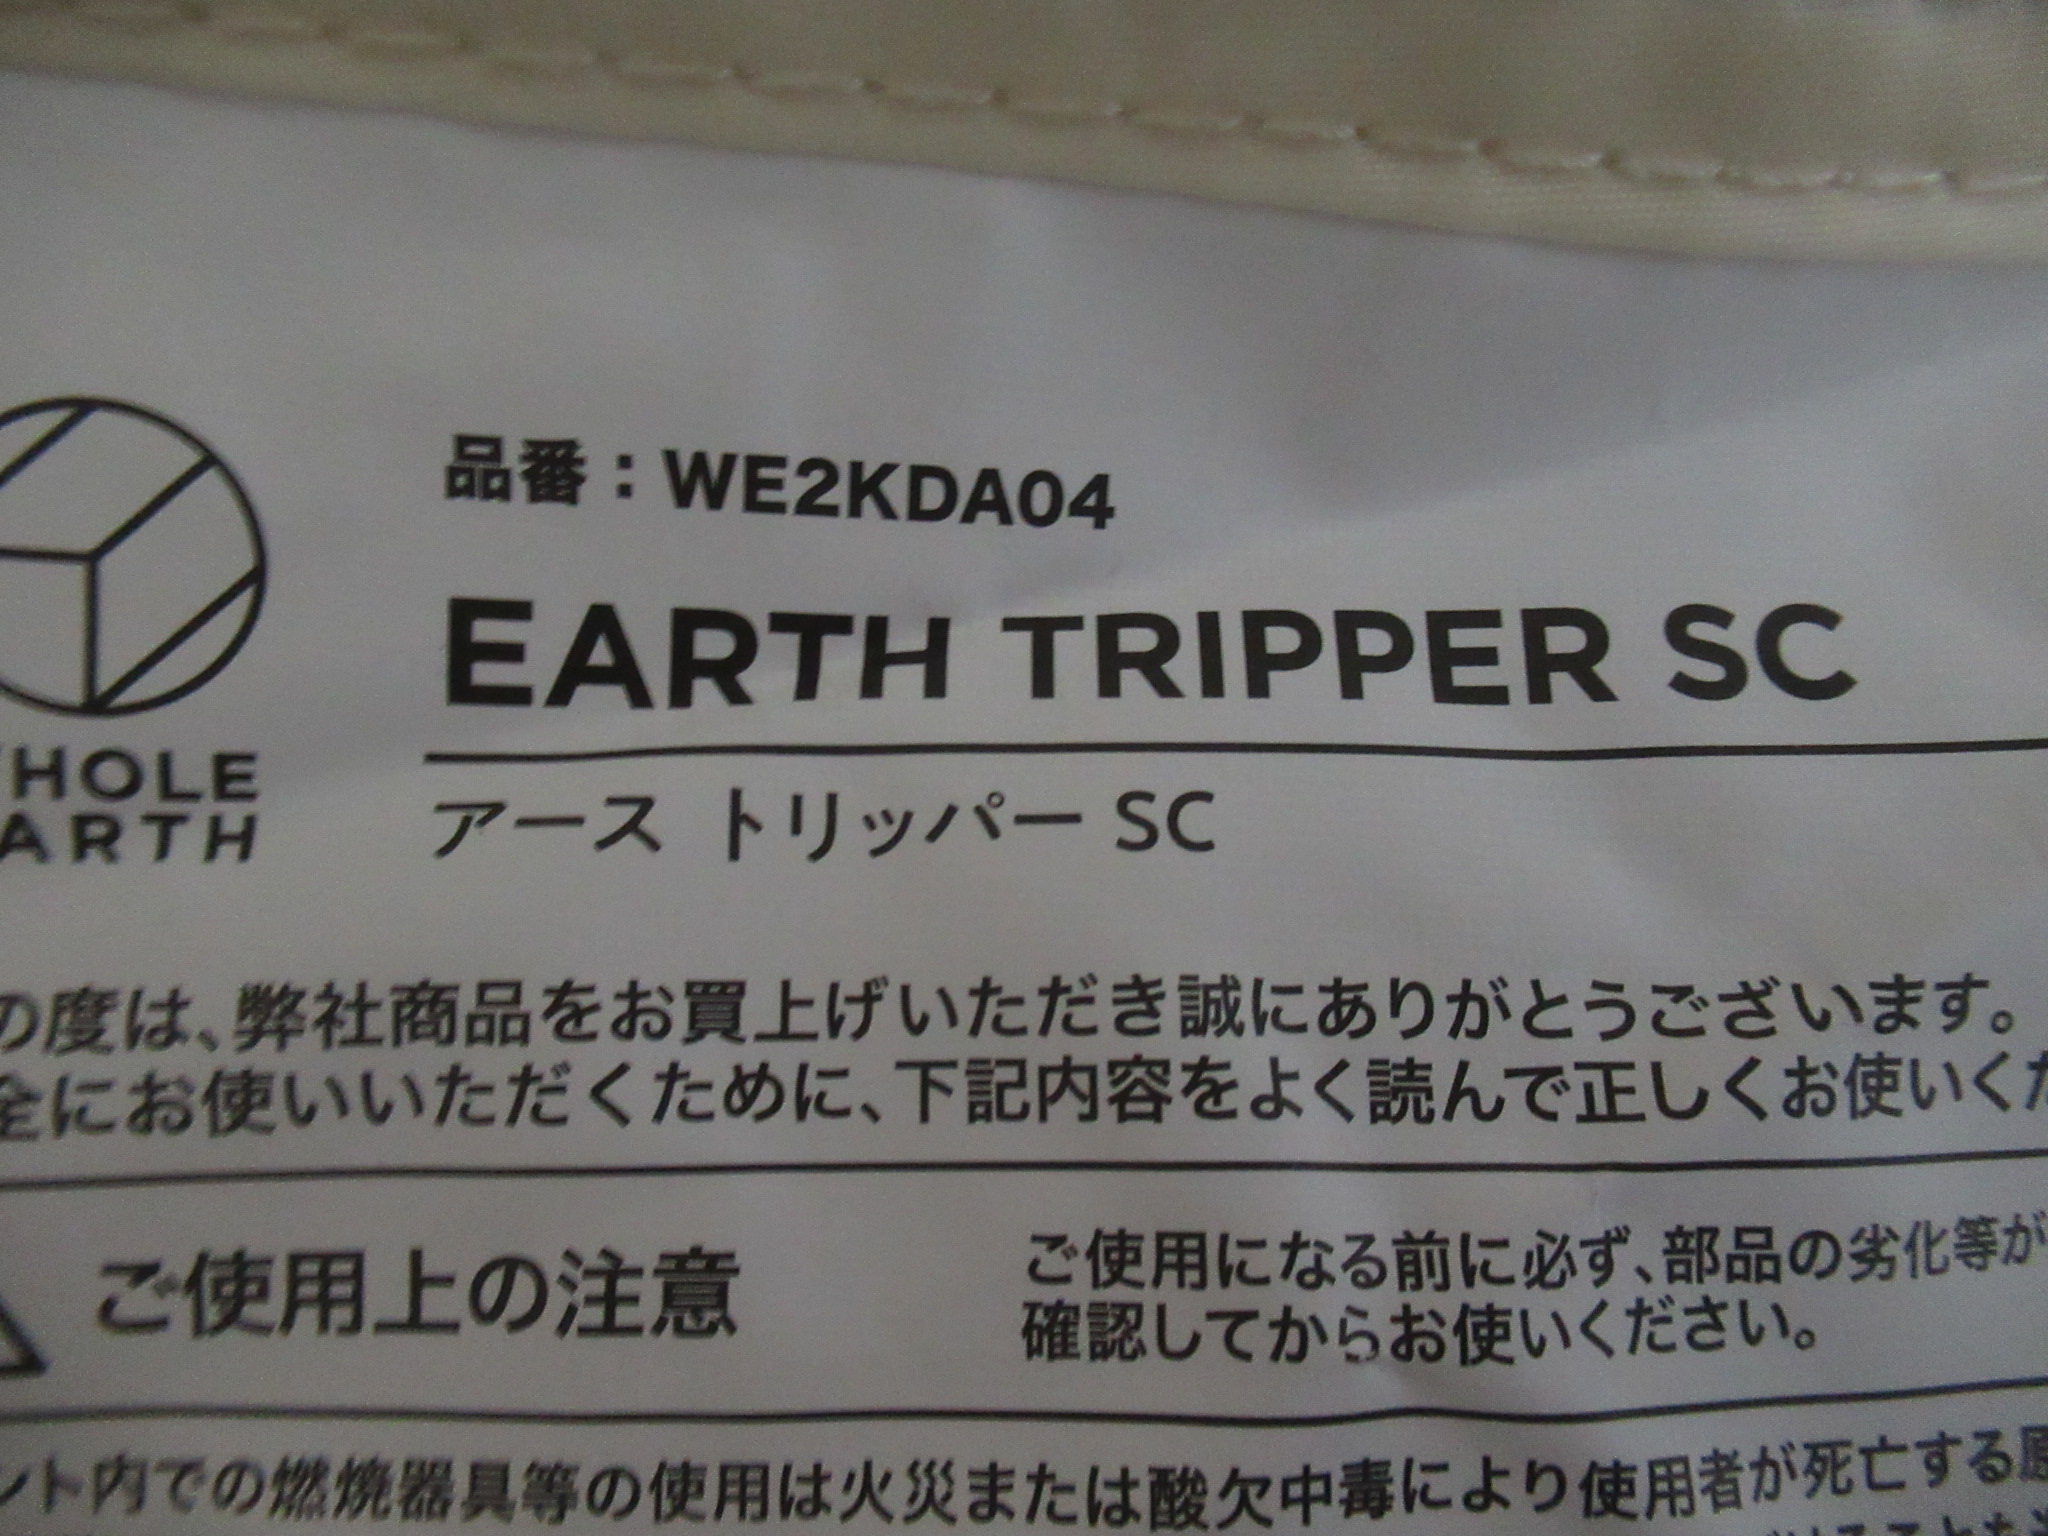 品番：WE2KDA04
EARTH TRIPPER SC
HOLE
ARTH
アース トリッパー SC
の度は、弊社商品をお買上げいただき誠にありがとうございます。
全にお使いいただくために、下記内容をよく読んで正しくお使いくだ
ご使用上の注意
ご使用になる前に必ず、部品の劣化等が
確認してからお使いください。
ント内での燃焼器具等の使用は火災または酸欠中毒により使用者が死亡する原